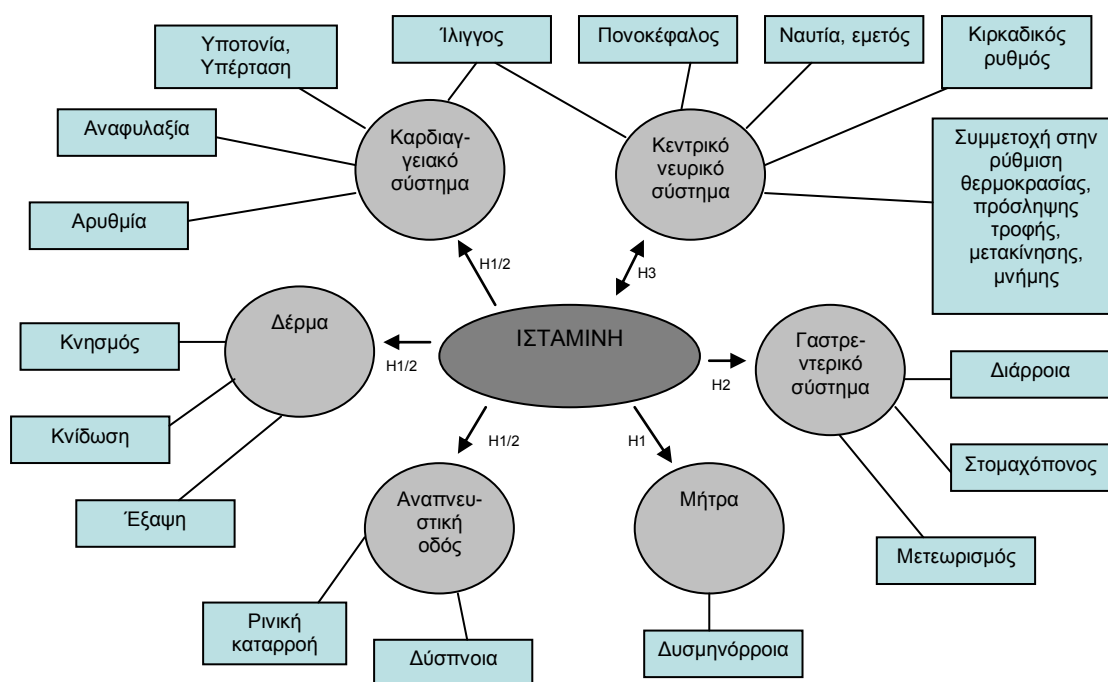 Υποτονία,
Υπέρταση
Ίλιγγος
Πονοκέφαλος
Ναυτία, εμετός
Κιρκαδικός
ρυθμός
Αναφυλαξία
Αρυθμία
Καρδιαγ-
γειακό
σύστημα
Κεντρικό
νευρικό
σύστημα
Συμμετοχή στην
ρύθμιση
θερμοκρασίας,
πρόσληψης
τροφής,
μετακίνησης,
μνήμης
H1/2
H3
Κνησμός
Κνίδωση
Έξαψη
Δέρμα
H1/2
ΙΣΤΑΜΙΝΗ
H2
Γαστρε-
ντερικό
σύστημα
Διάρροια
Στομαχόπονος
Μετεωρισμός
H1/2
H1
Αναπνευ-
στική
οδός
Μήτρα
Ρινική
καταρροή
Δύσπνοια
Δυσμηνόρροια